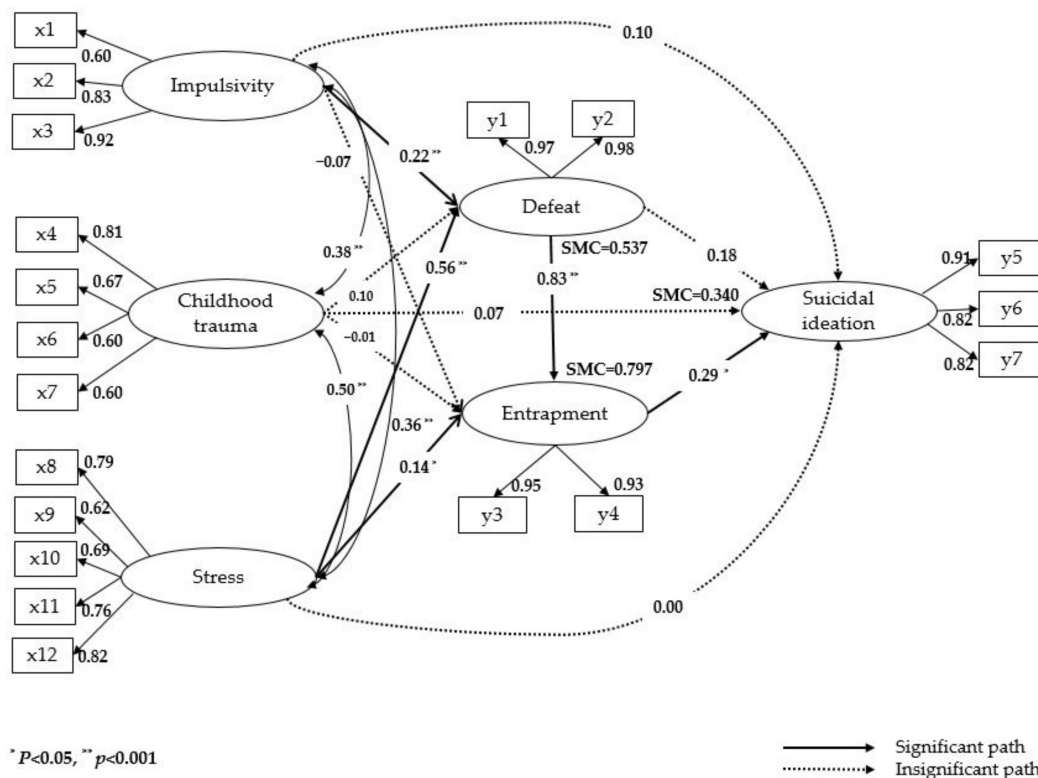 x1
0.60
x2
0.83
x3
0.92
Impulsivity
0.10
−0.07
0.22 **
y1
y2
0.97
0.98
Defeat
SMC=0.537
0.18
x4
0.81
x5
0.67
x6
0.60
x7
0.60
Childhood
trauma
0.38 **
0.10
0.56 **
0.83 **
SMC=0.340
0.07
−0.01
Suicidal
ideation
0.91
y5
0.82
y6
0.82
y7
0.50 **
0.36 **
SMC=0.797
Entrapment
0.29 *
0.14 *
0.95
0.93
y3
y4
x8
0.79
x9
0.62
x10
0.69
x11
0.76
x12
0.82
Stress
0.00
* P<0.05, ** p<0.001
Significant path
Insignificant path